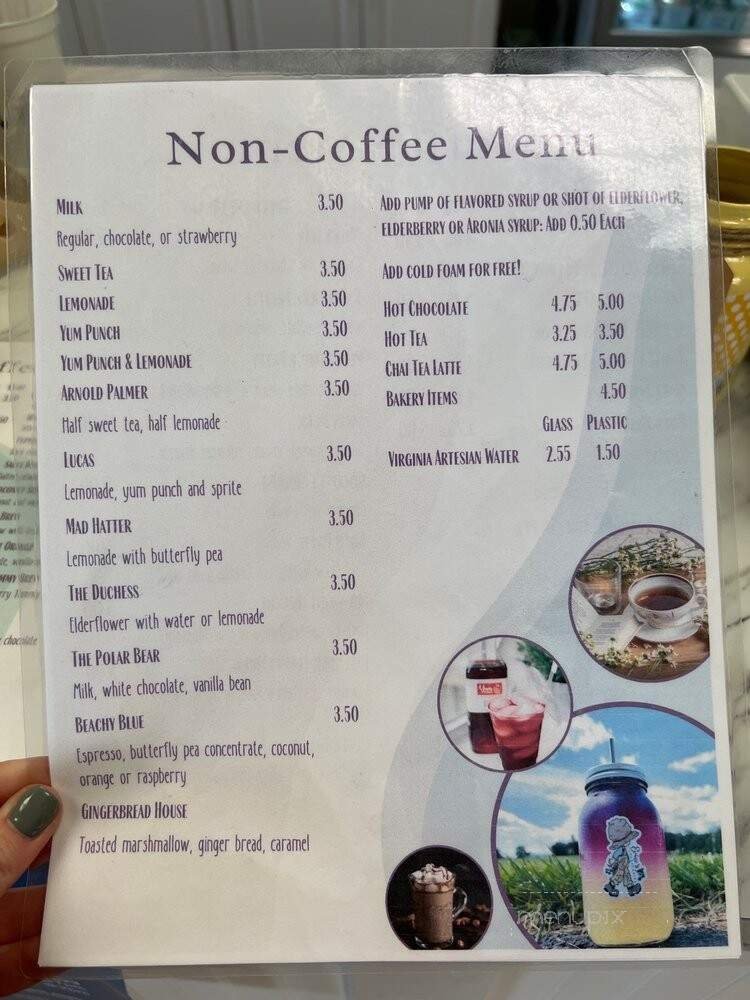 Non-Coffee Menu
Milk 3.50
Regular, chocolate, or strawberry
Sweet Tea 3.50
Lemonade 3.50
Yum Punch 3.50
Yum Punch & Lemonade 3.50
Arnold Palmer 3.50
Half sweet tea, half lemonade
Lucas 3.50
Lemonade, yum punch and sprite
Mad Hatter 3.50
Lemonade with butterfly pea
The Duchess 3.50
Elderflower with water or lemonade
The Polar Bear 3.50
Milk, white chocolate, vanilla bean
Beachy Blue 3.50
Espresso, butterfly pea concentrate, coconut,
orange or raspberry
Gingerbread House
Toasted marshmallow, ginger bread, caramel
Add pump of flavored syrup or shot of elderflower,
elderberry or Aronia syrup: Add 0.50 Each
Add cold foam for free!
Hot Chocolate 4.75 5.00
Hot Tea 3.25 3.50
Chai Tea Latte 4.75 5.00
Bakery Items 4.50
Glass Plastic
Virginia Artesian Water 2.55 1.50
menupix